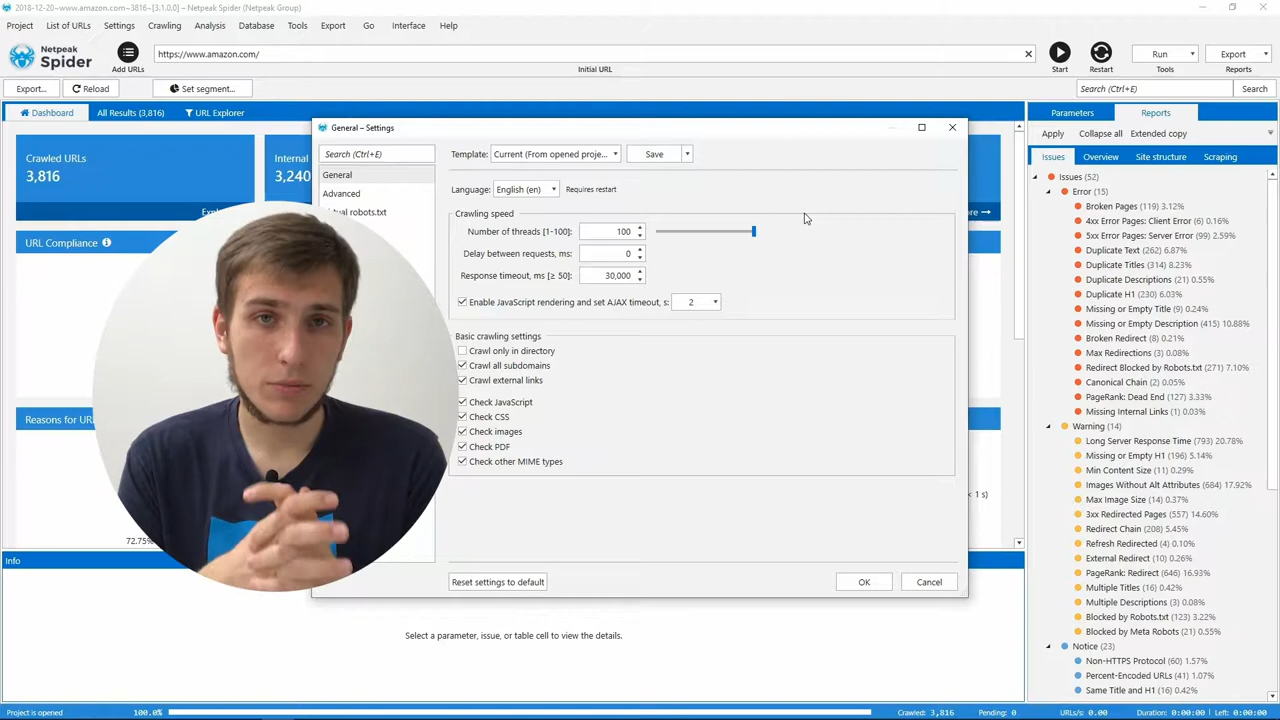 2018-12-20~www.amazon.com~3816~[3.1.0.0] – Netpeak Spider (Netpeak Group)
Project List of URLs Settings Crawling Analysis Database Tools Export Go Interface Help
Netpeak
Spider
Add URLs
https://www.amazon.com/
Initial URL
Start
Restart
Run
Tools
Export
Reports
Export...
Reload
Set segment...
Search (Ctrl+E)
Search
Dashboard
All Results (3,816)
URL Explorer
Crawled URLs
3,816
Internal
3,240
URL Compliance
Reasons for
72.75%
General – Settings
Search (Ctrl+E)
General
Advanced
robots.txt
Template: Current (From opened proje...
Save
Language: English (en) Requires restart
Crawling speed
Number of threads [1-100]: 100
Delay between requests, ms: 0
Response timeout, ms [≥ 50]: 30,000
Enable JavaScript rendering and set AJAX timeout, s: 2
Basic crawling settings
Crawl only in directory
Crawl all subdomains
Crawl external links
Check JavaScript
Check CSS
Check images
Check PDF
Check other MIME types
Reset settings to default
OK
Cancel
< 1 s)
Info
Select a parameter, issue, or table cell to view the details.
Parameters
Reports
Apply Collapse all Extended copy
Issues Overview Site structure Scraping
Issues (52)
Error (15)
Broken Pages (119) 3.12%
4xx Error Pages: Client Error (6) 0.16%
5xx Error Pages: Server Error (99) 2.59%
Duplicate Text (262) 6.87%
Duplicate Titles (315) 8.23%
Duplicate Descriptions (21) 0.55%
Duplicate H1 (230) 6.03%
Missing or Empty Title (9) 0.24%
Missing or Empty Description (415) 10.88%
Broken Redirect (8) 0.21%
Max Redirections (3) 0.08%
Redirect Blocked by Robots.txt (271) 7.10%
Canonical Chain (2) 0.05%
PageRank: Dead End (127) 3.33%
Missing Internal Links (1) 0.03%
Warning (14)
Long Server Response Time (793) 20.78%
Missing or Empty H1 (196) 5.14%
Min Content Size (11) 0.29%
Images Without Alt Attributes (684) 17.92%
Max Image Size (14) 0.37%
3xx Redirected Pages (557) 14.60%
Redirect Chain (208) 5.45%
Refresh Redirected (4) 0.10%
External Redirect (10) 0.26%
PageRank: Redirect (646) 16.93%
Multiple Titles (16) 0.42%
Multiple Descriptions (3) 0.08%
Blocked by Robots.txt (123) 3.22%
Blocked by Meta Robots (21) 0.55%
Notice (23)
Non-HTTPS Protocol (60) 1.57%
Percent-Encoded URLs (41) 1.07%
Same Title and H1 (16) 0.42%
Project is opened
100.0%
Crawled: 3,816 Pending: 0 URLs/s: 0.00 Duration: 0:00:00 Left: 0:00:00